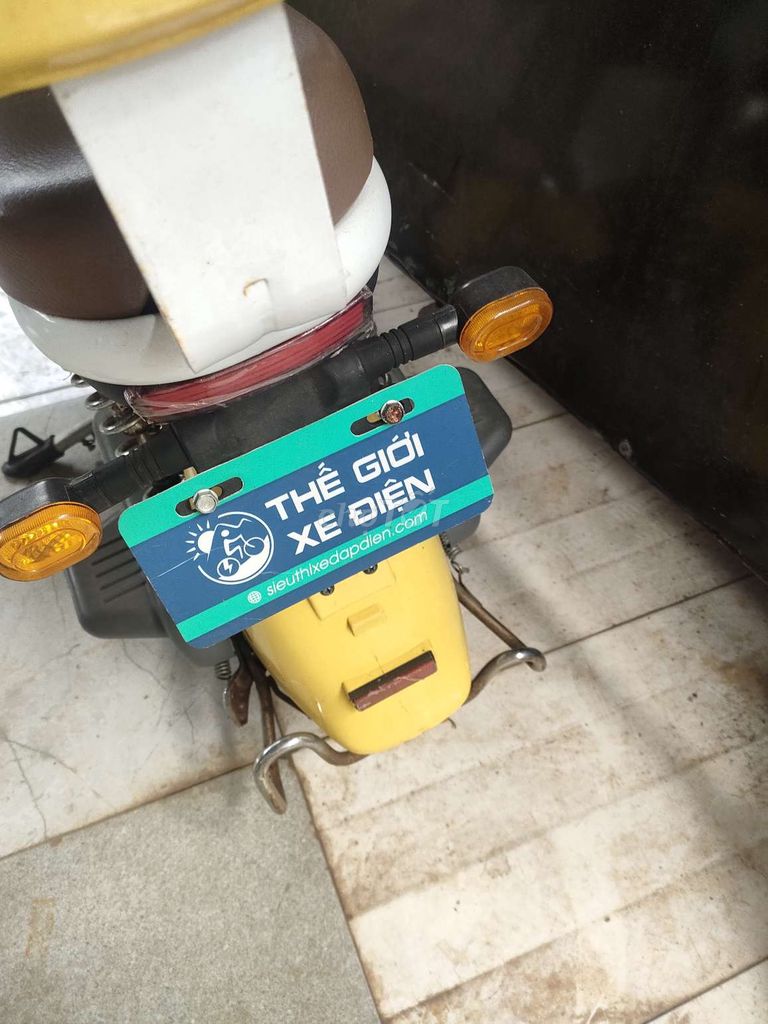 THẾ GIỚI
XE ĐIỆN
sieuthixedapdien.com